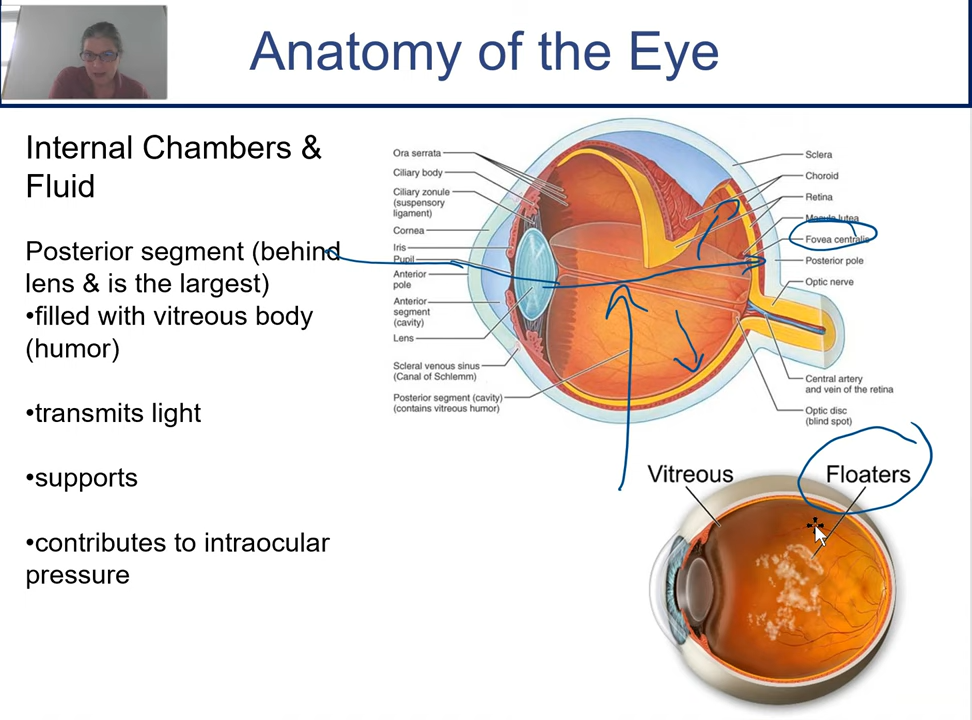 Anatomy of the Eye
Internal Chambers &
Fluid
Posterior segment (behind
lens & is the largest)
•filled with vitreous body
(humor)
•transmits light
•supports
•contributes to intraocular
pressure
Ora serrata
Ciliary body
Ciliary zonule
(suspensory
ligament)
Cornea
Iris
Pupil
Anterior
pole
Anterior
segment
(cavity)
Lens
Scleral venous sinus
(Canal of Schlemm)
Posterior segment (cavity)
(contains vitreous humor)
Sclera
Choroid
Retina
Macula lutea
Fovea centralis
Posterior pole
Optic nerve
Central artery
and vein of the retina
Optic disc
(blind spot)
Vitreous
Floaters